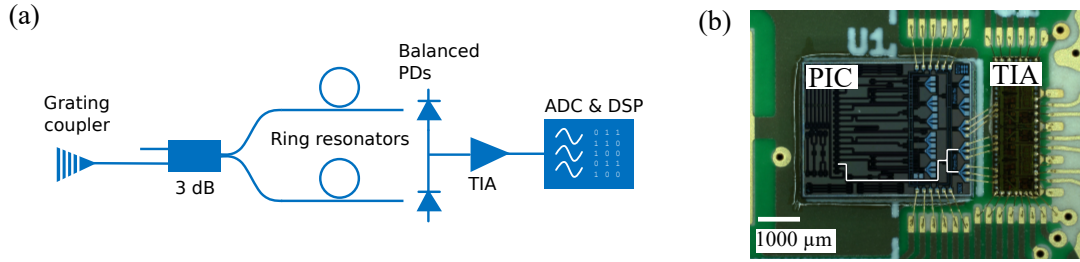 (a)
Grating
coupler
3 dB
Ring resonators
Balanced
PDs
TIA
ADC & DSP
0 1 1
1 1 0
1 0 0
0 1 1
1 0 0
(b)
U1
PIC
TIA
1000 μm